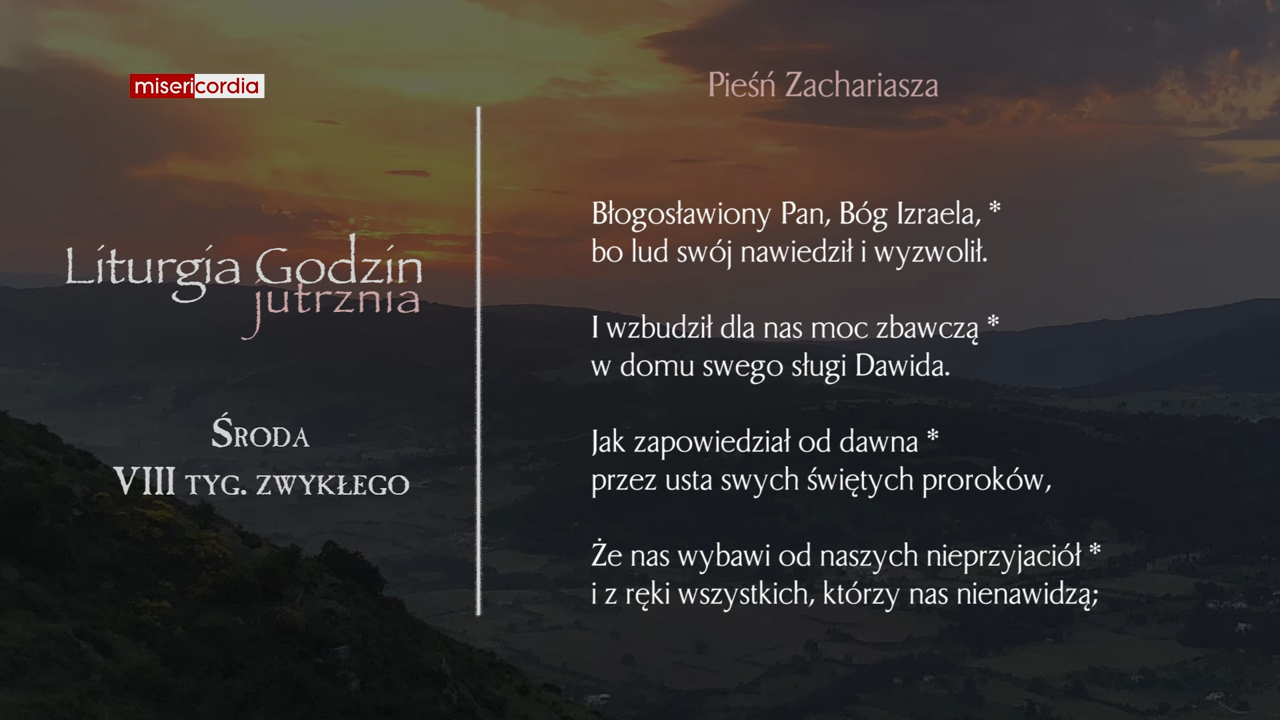 misericordia
Liturgia Godzin
jutrznia
Środa
VIII tyg. zwykłego
Pieśń Zachariasza
Błogosławiony Pan, Bóg Izraela, *
bo lud swój nawiedził i wyzwolił.
I wzbudził dla nas moc zbawczą *
w domu swego sługi Dawida.
Jak zapowiedział od dawna *
przez usta swych świętych proroków,
Że nas wybawi od naszych nieprzyjaciół *
i z ręki wszystkich, którzy nas nienawidzą;